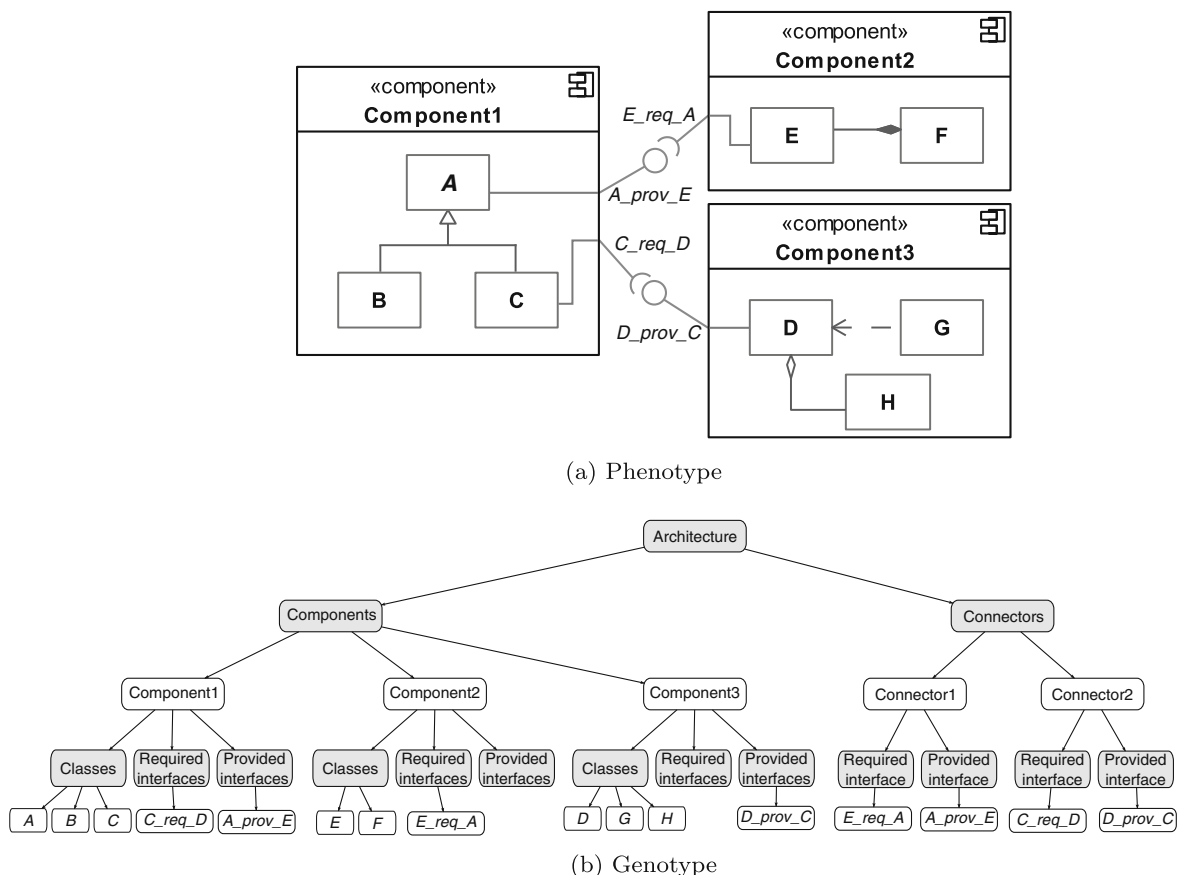 «component»
Component1
A
B
C
E_req_A
A_prov_E
C_req_D
D_prov_C
«component»
Component2
E
F
«component»
Component3
D
G
H
(a) Phenotype
Architecture
Components
Connectors
Component1
Component2
Component3
Connector1
Connector2
Classes
Required
interfaces
Provided
interfaces
Classes
Required
interfaces
Provided
interfaces
Classes
Required
interfaces
Provided
interfaces
Required
interface
Provided
interface
Required
interface
Provided
interface
A
B
C
C_req_D
A_prov_E
E
F
E_req_A
D
G
H
D_prov_C
E_req_A
A_prov_E
C_req_D
D_prov_C
(b) Genotype